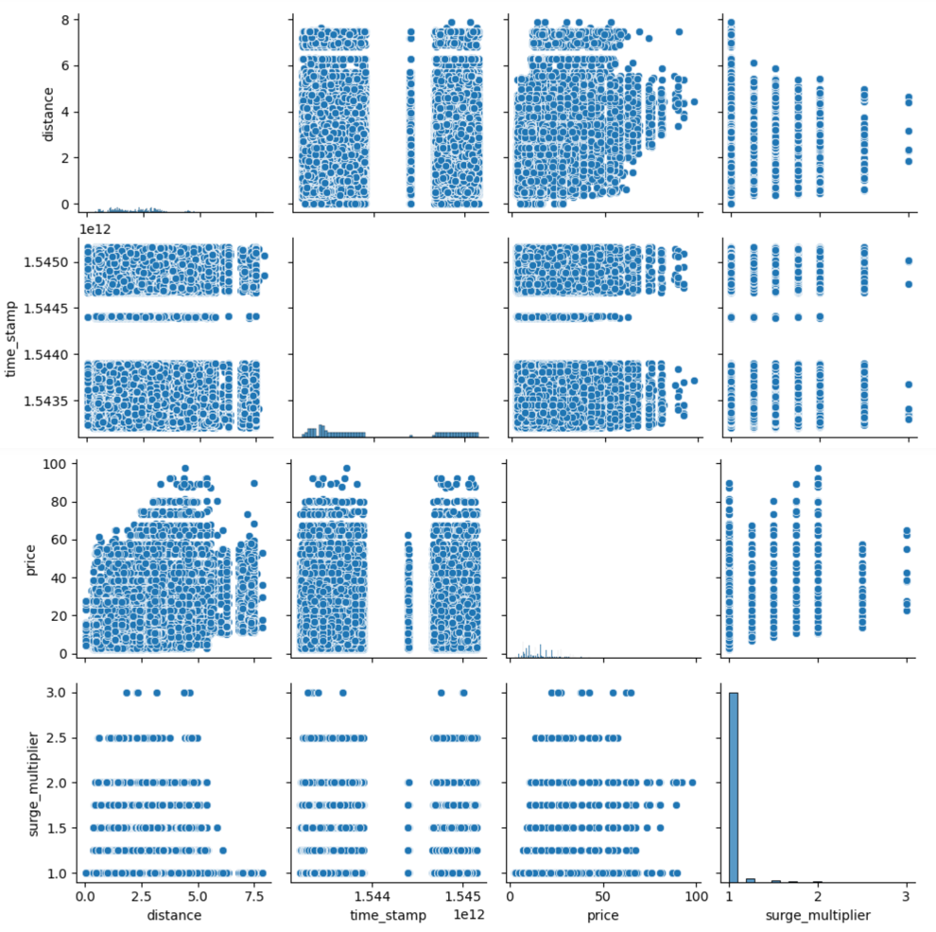 8
6
4
2
0
distance
1e12
1.5450
1.5445
1.5440
1.5435
time_stamp
100
80
60
40
20
0
price
3.0
2.5
2.0
1.5
1.0
surge_multiplier
0.0 2.5 5.0 7.5
distance
1.544 1.545
time_stamp 1e12
0 50 100
price
1 2 3
surge_multiplier